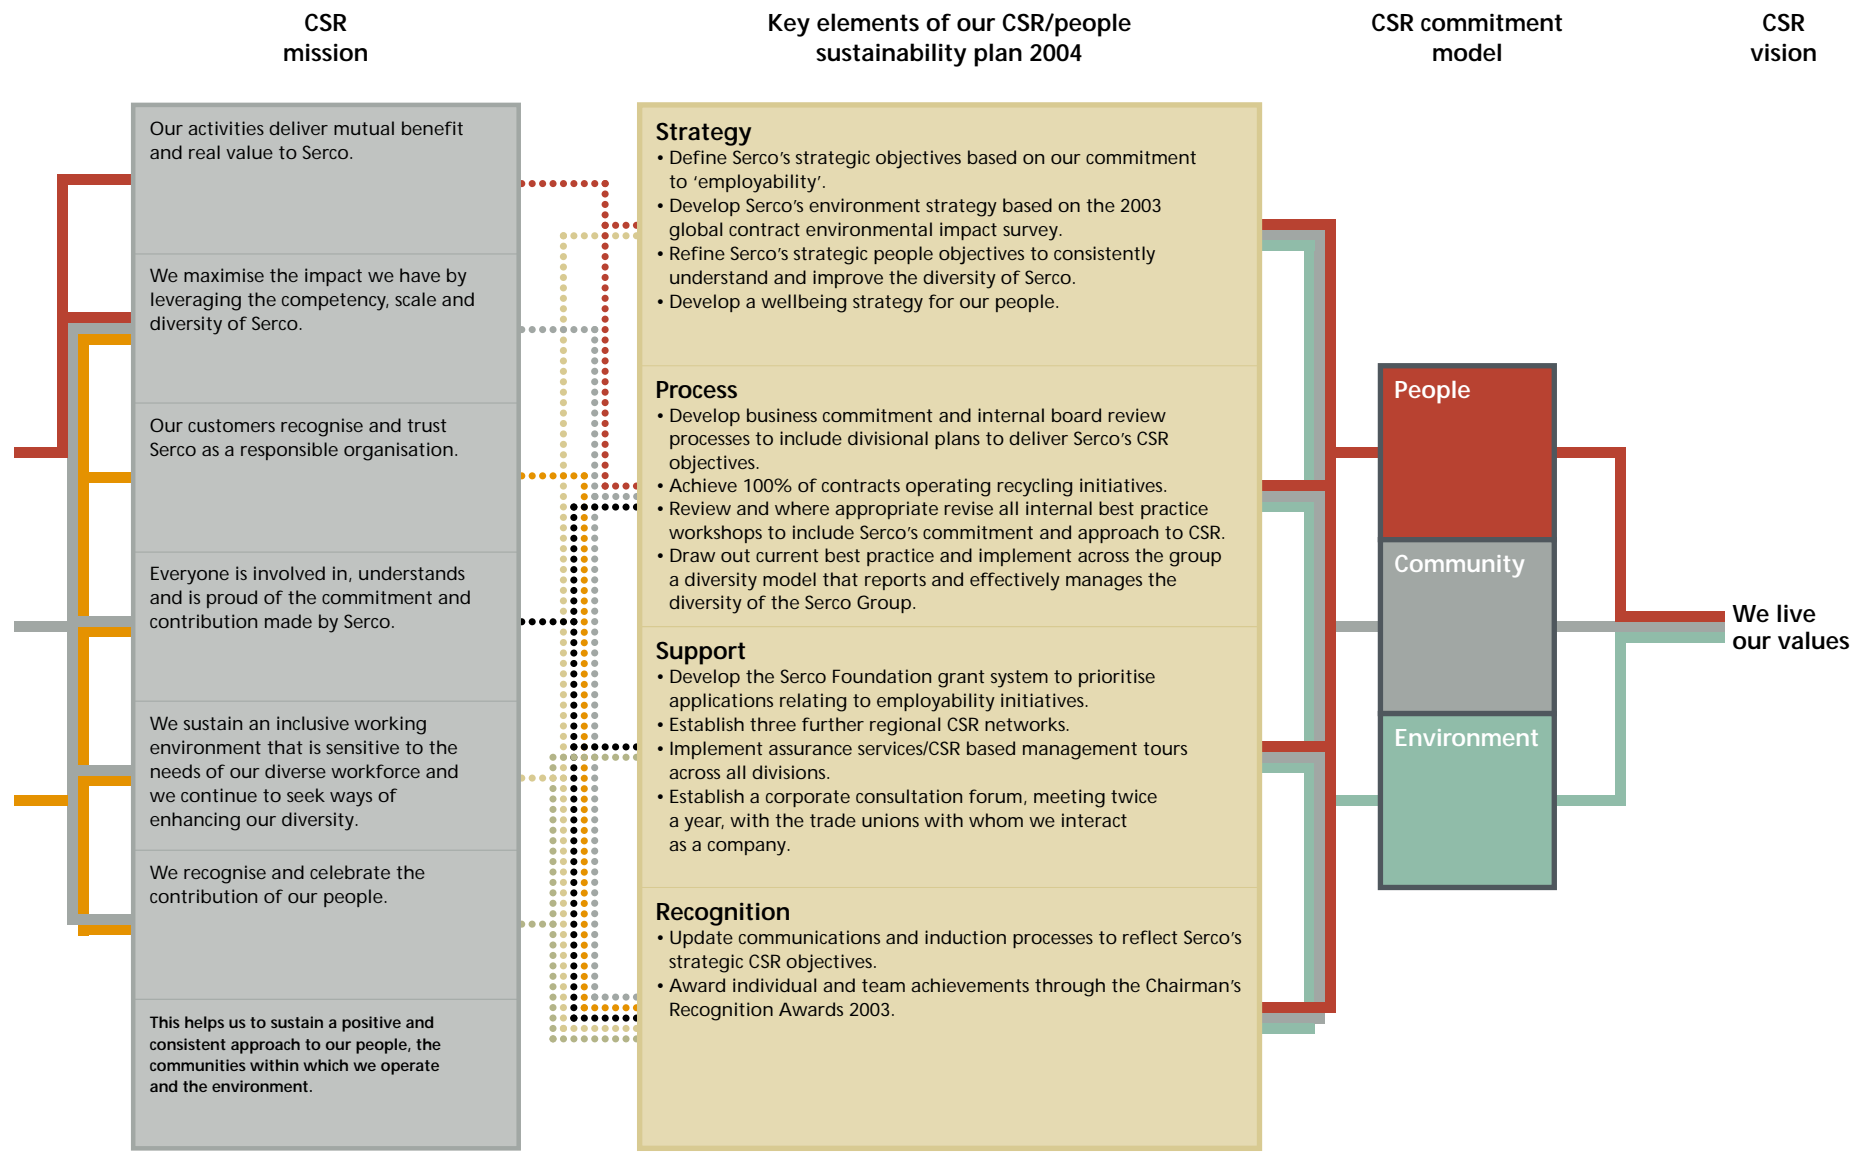 CSR
mission
Key elements of our CSR/people
sustainability plan 2004
CSR commitment
model
CSR
vision
Our activities deliver mutual benefit
and real value to Serco.
We maximise the impact we have by
leveraging the competency, scale and
diversity of Serco.
Our customers recognise and trust
Serco as a responsible organisation.
Everyone is involved in, understands
and is proud of the commitment and
contribution made by Serco.
We sustain an inclusive working
environment that is sensitive to the
needs of our diverse workforce and
we continue to seek ways of
enhancing our diversity.
We recognise and celebrate the
contribution of our people.
This helps us to sustain a positive and
consistent approach to our people, the
communities within which we operate
and the environment.
Strategy
• Define Serco’s strategic objectives based on our commitment
to ‘employability’.
• Develop Serco’s environment strategy based on the 2003
global contract environmental impact survey.
• Refine Serco’s strategic people objectives to consistently
understand and improve the diversity of Serco.
• Develop a wellbeing strategy for our people.
Process
• Develop business commitment and internal board review
processes to include divisional plans to deliver Serco’s CSR
objectives.
• Achieve 100% of contracts operating recycling initiatives.
• Review and where appropriate revise all internal best practice
workshops to include Serco’s commitment and approach to CSR.
• Draw out current best practice and implement across the group
a diversity model that reports and effectively manages the
diversity of the Serco Group.
Support
• Develop the Serco Foundation grant system to prioritise
applications relating to employability initiatives.
• Establish three further regional CSR networks.
• Implement assurance services/CSR based management tours
across all divisions.
• Establish a corporate consultation forum, meeting twice
a year, with the trade unions with whom we interact
as a company.
Recognition
• Update communications and induction processes to reflect Serco’s
strategic CSR objectives.
• Award individual and team achievements through the Chairman’s
Recognition Awards 2003.
People
Community
Environment
We live
our values